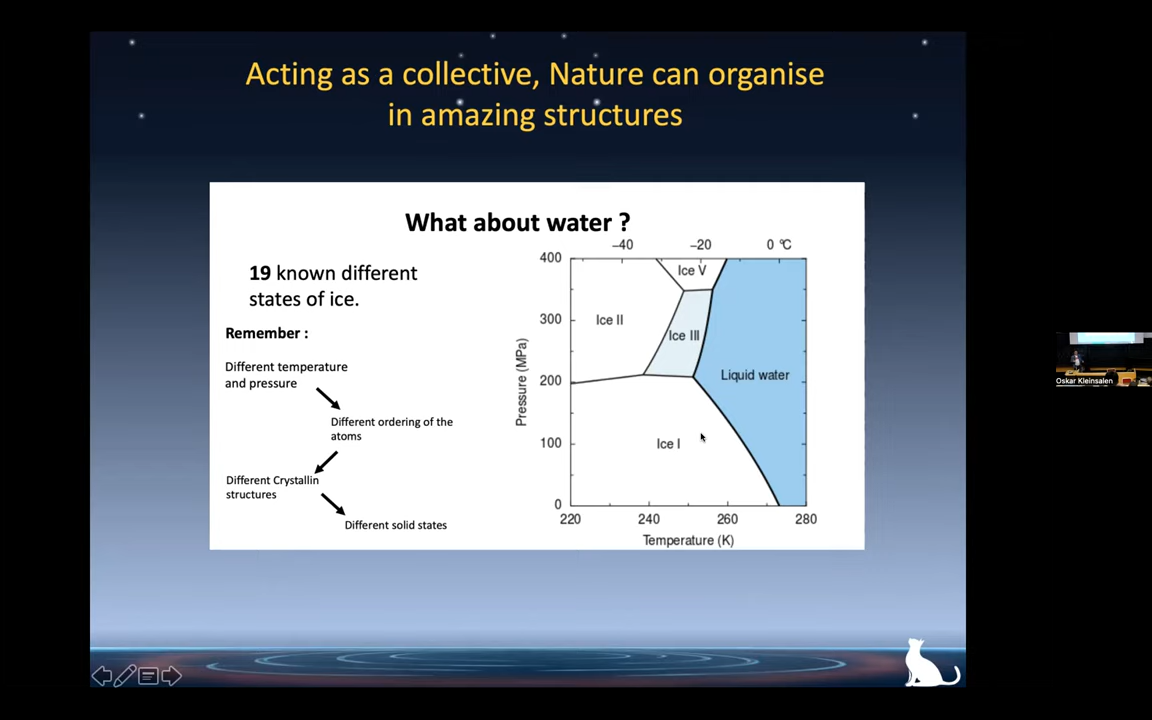 Acting as a collective, Nature can organise
in amazing structures
What about water ?
19 known different
states of ice.
Remember :
Different temperature
and pressure
Different ordering of the
atoms
Different Crystallin
structures
Different solid states
−40 −20 0 ℃
400
300
200
100
0
Pressure (MPa)
Ice V
Ice II
Ice III
Liquid water
Ice I
220 240 260 280
Temperature (K)
Oskar Kleinsalen